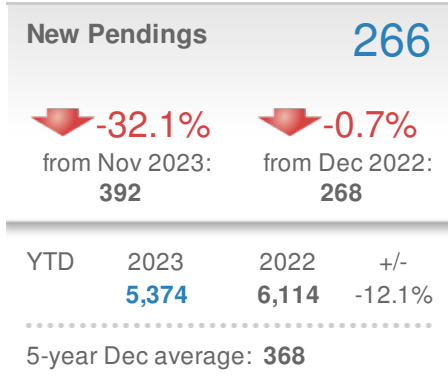 New Pendings 266
-32.1% -0.7%
from Nov 2023: from Dec 2022:
392 268
YTD 2023 2022 +/-
5,374 6,114 -12.1%
5-year Dec average: 368